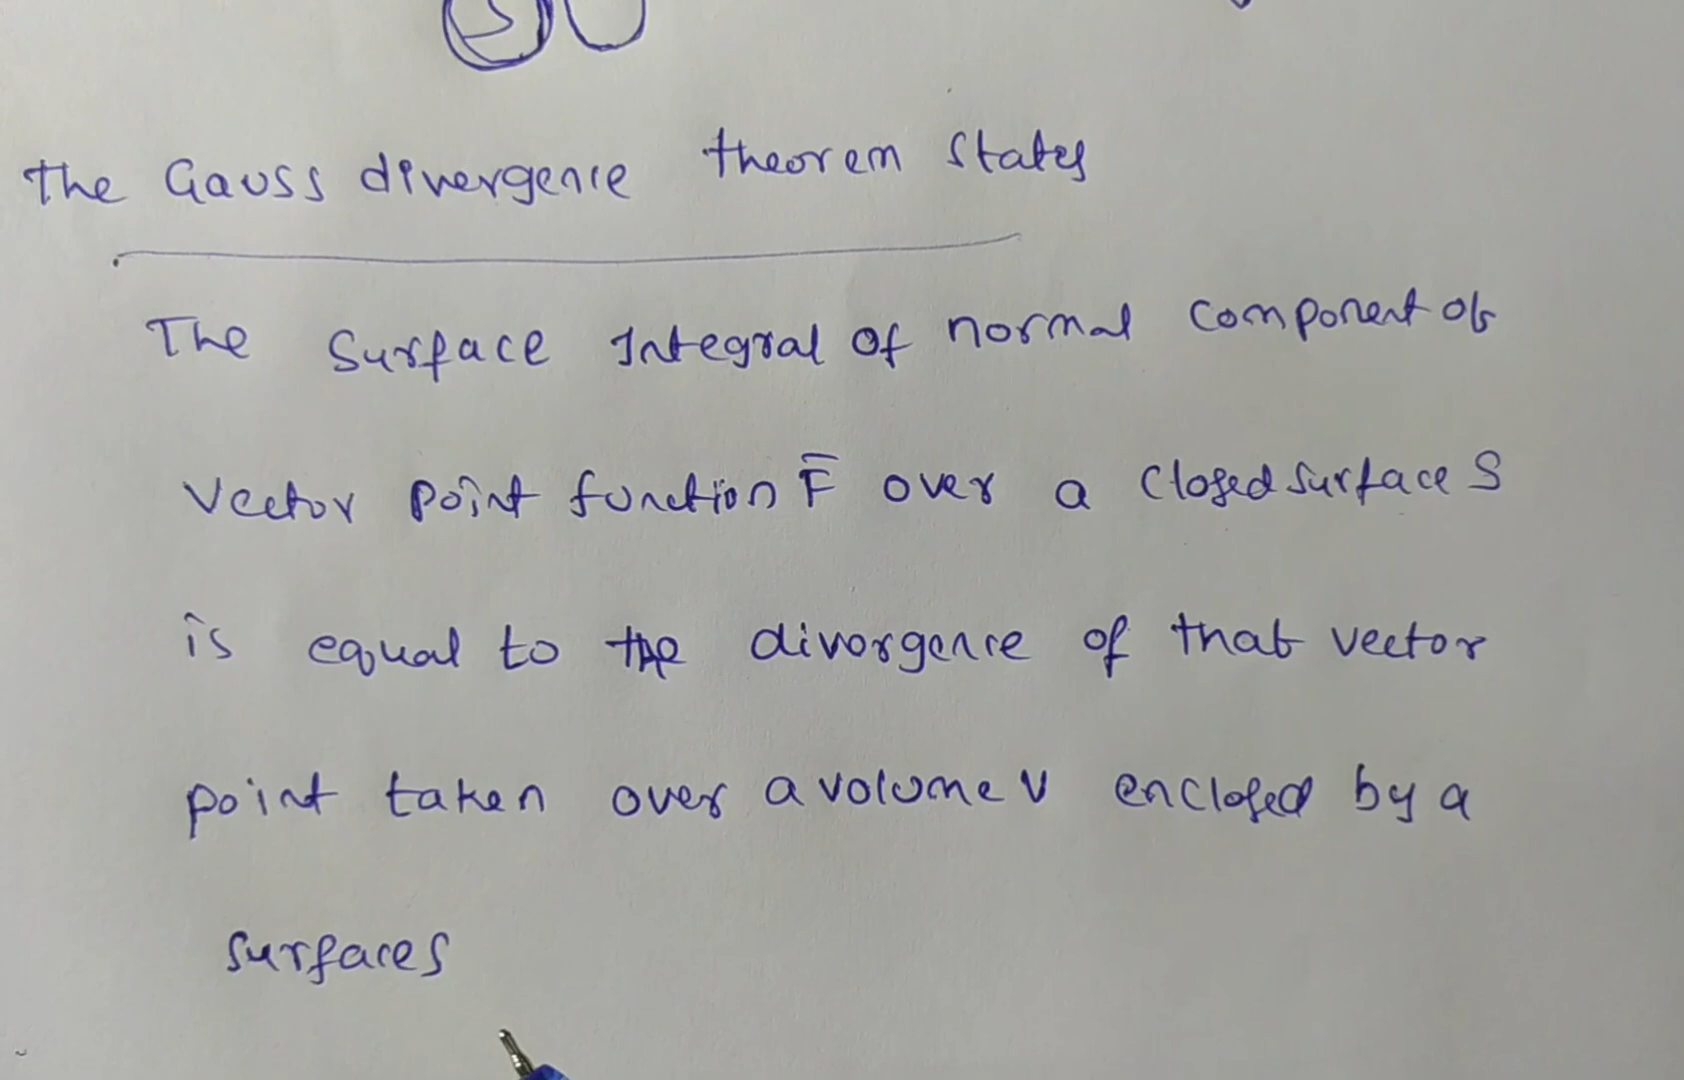 The Gauss divergence theorem states
The Surface Integral of normal component of
Vector point function F̅ over a closed surface S
is equal to the divergence of that vector
point taken over a volume V enclosed by a
surfaces